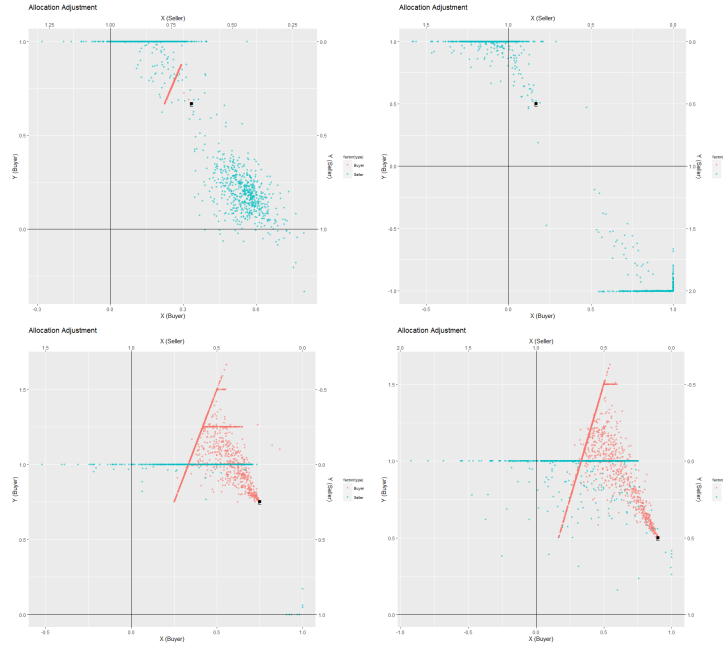 Allocation Adjustment
X (Seller)
1.25 1.00 0.75 0.50 0.25
1.0 0.0
Y (Buyer) Y (Seller)
0.5 0.5
factor(type)
Buyer
Seller
0.0 1.0
-0.3 0.0 0.3 0.6
X (Buyer)
Allocation Adjustment
X (Seller)
1.5 1.0 0.5 0.0
1.0 0.0
0.5 0.5
Y (Buyer) Y (Seller)
0.0 1.0
Buyer
Seller
-0.5 1.5
-1.0 2.0
0.0 0.5 1.0
X (Buyer)
Allocation Adjustment
X (Seller)
1.5 1.0 0.5 0.0
1.5 -0.5
1.0 0.0
Y (Buyer) Y (Seller)
factor(type)
Buyer
Seller
0.5 0.5
0.0 1.0
-0.5 0.0 0.5 1.0
X (Buyer)
Allocation Adjustment
X (Seller)
2.0 1.5 1.0 0.5 0.0
1.5 -0.5
1.0 0.0
Y (Buyer) Y (Seller)
Buyer
Seller
0.5 0.5
0.0 1.0
-1.0 -0.5 0.0 0.5 1.0
X (Buyer)